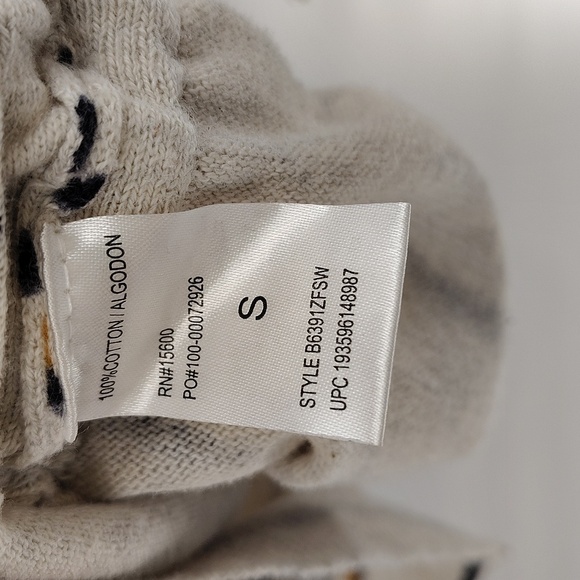 100%COTTON | ALGODON
RN#15600
PO#100-00072926
S
STYLE B6391ZFSW
UPC 193596148987